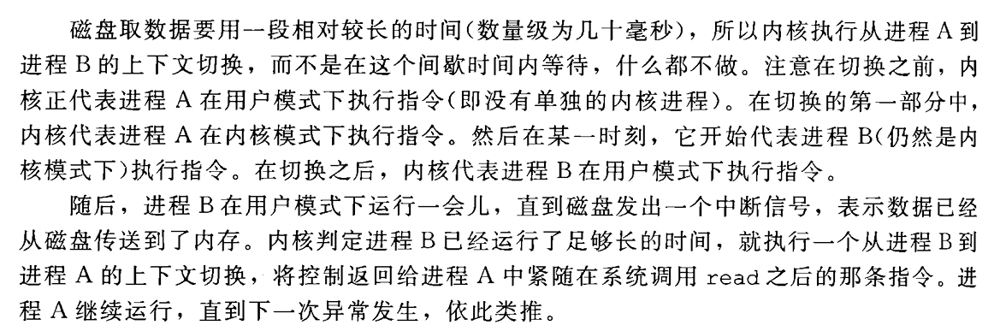 磁盘取数据要用一段相对较长的时间(数量级为几十毫秒)，所以内核执行从进程 A 到
进程 B 的上下文切换，而不是在这个间歇时间内等待，什么都不做。注意在切换之前，内
核正代表进程 A 在用户模式下执行指令(即没有单独的内核进程)。在切换的第一部分中，
内核代表进程 A 在内核模式下执行指令。然后在某一时刻，它开始代表进程 B(仍然是内
核模式下)执行指令。在切换之后，内核代表进程 B 在用户模式下执行指令。
随后，进程 B 在用户模式下运行一会儿，直到磁盘发出一个中断信号，表示数据已经
从磁盘传送到了内存。内核判定进程 B 已经运行了足够长的时间，就执行一个从进程 B 到
进程 A 的上下文切换，将控制返回给进程 A 中紧随在系统调用 read 之后的那条指令。进
程 A 继续运行，直到下一次异常发生，依此类推。